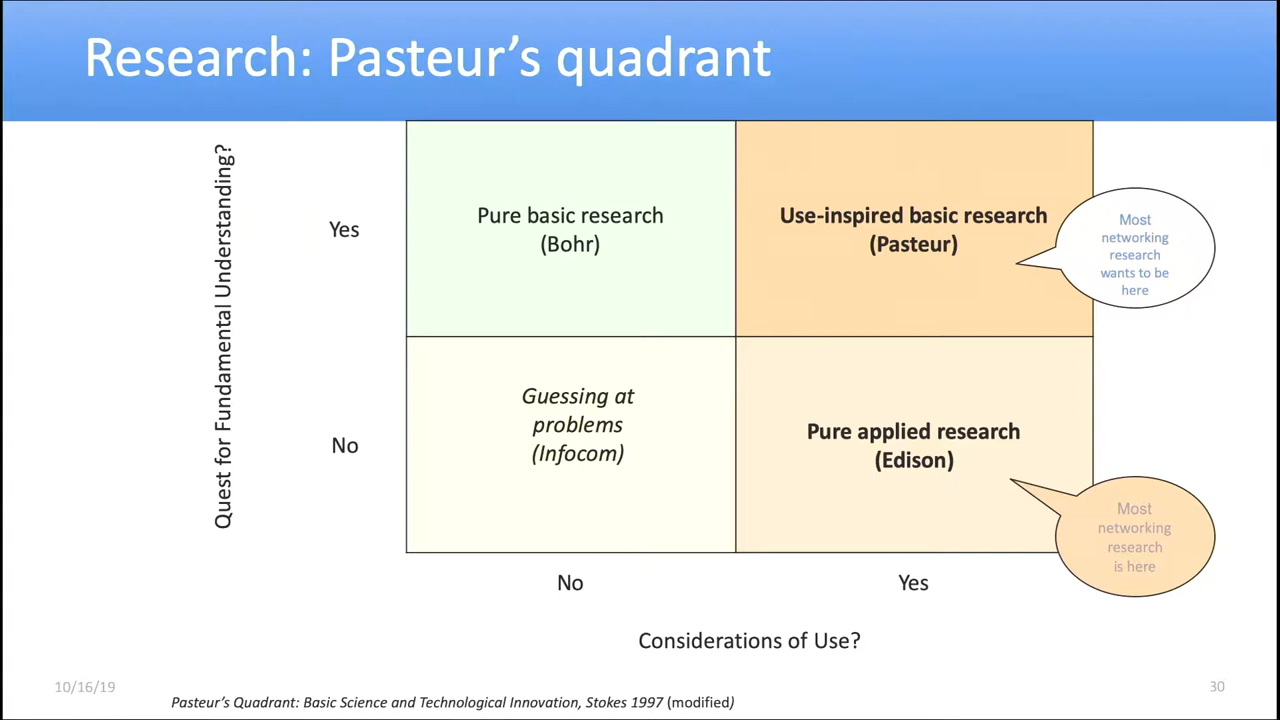 Research: Pasteur's quadrant
Quest for Fundamental Understanding?
Yes
Pure basic research
(Bohr)
Use-inspired basic research
(Pasteur)
Most
networking
research
wants to be
here
No
Guessing at
problems
(Infocom)
Pure applied research
(Edison)
Most
networking
research
is here
No
Yes
Considerations of Use?
10/16/19
Pasteur's Quadrant: Basic Science and Technological Innovation, Stokes 1997 (modified)
30